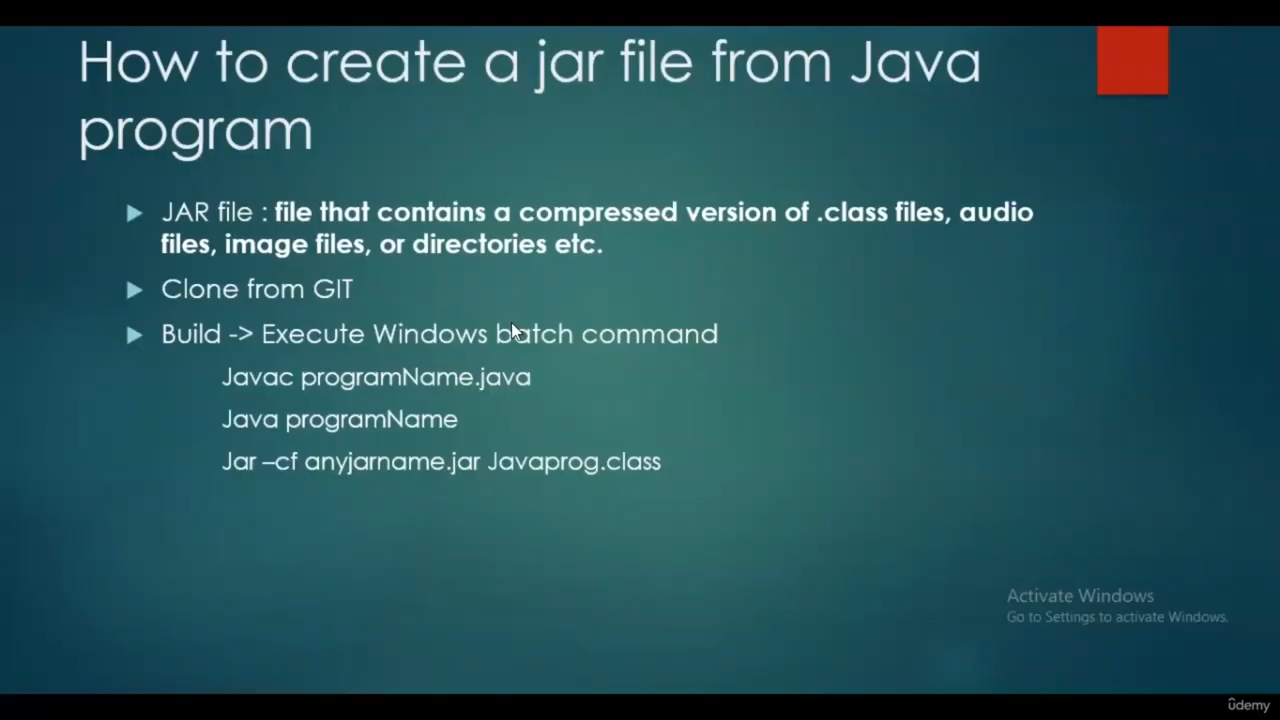 How to create a jar file from Java
program
JAR file : file that contains a compressed version of .class files, audio
files, image files, or directories etc.
Clone from GIT
Build -> Execute Windows batch command
Javac programName.java
Java programName
Jar –cf anyjarname.jar Javaprog.class
Activate Windows
Go to Settings to activate Windows.
ûdemy